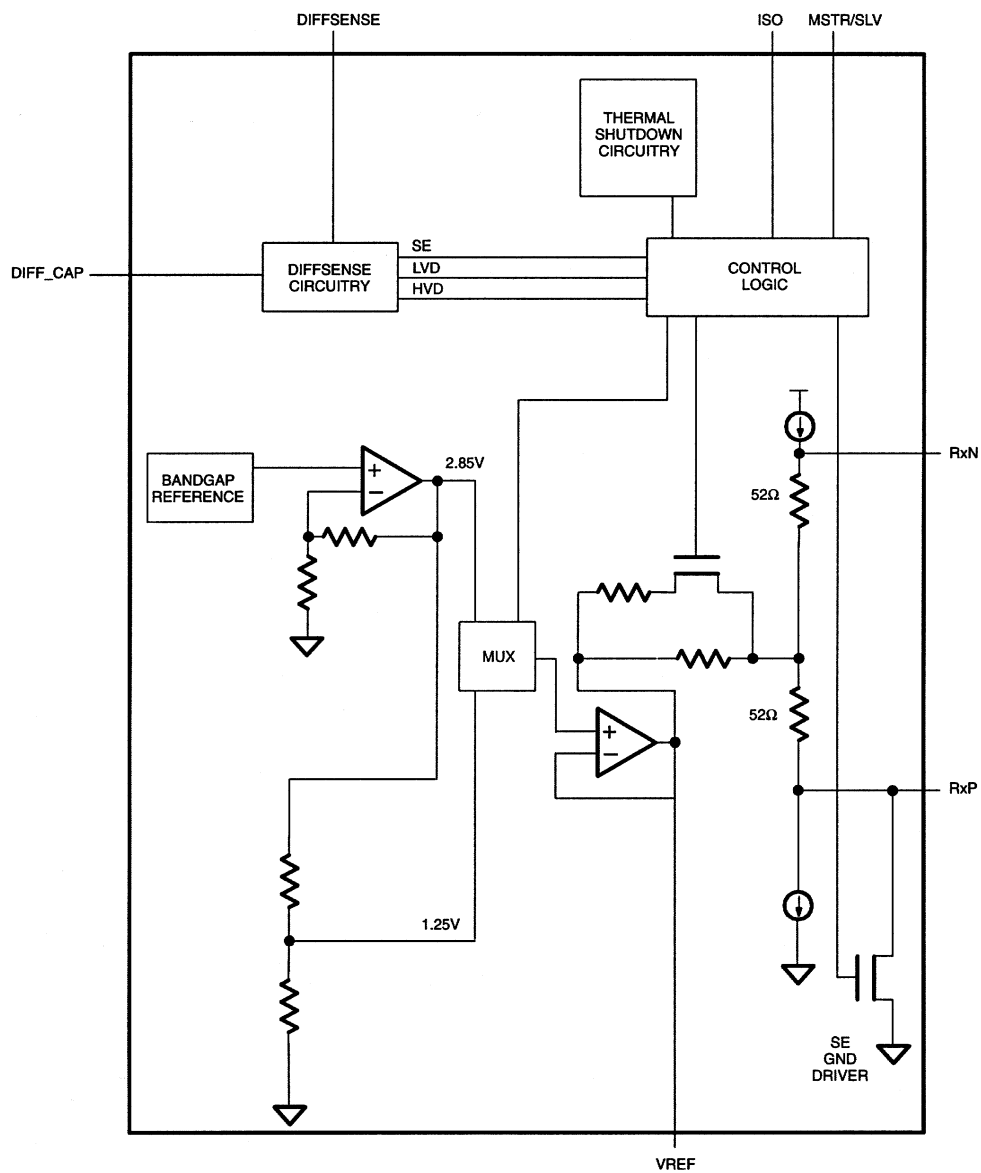 DIFFSENSE
ISO
MSTR/SLV
THERMAL
SHUTDOWN
CIRCUITRY
DIFF_CAP
DIFFSENSE
CIRCUITRY
SE
LVD
HVD
CONTROL
LOGIC
BANDGAP
REFERENCE
+
−
2.85V
RxN
52Ω
MUX
52Ω
+
−
RxP
1.25V
SE
GND
DRIVER
VREF